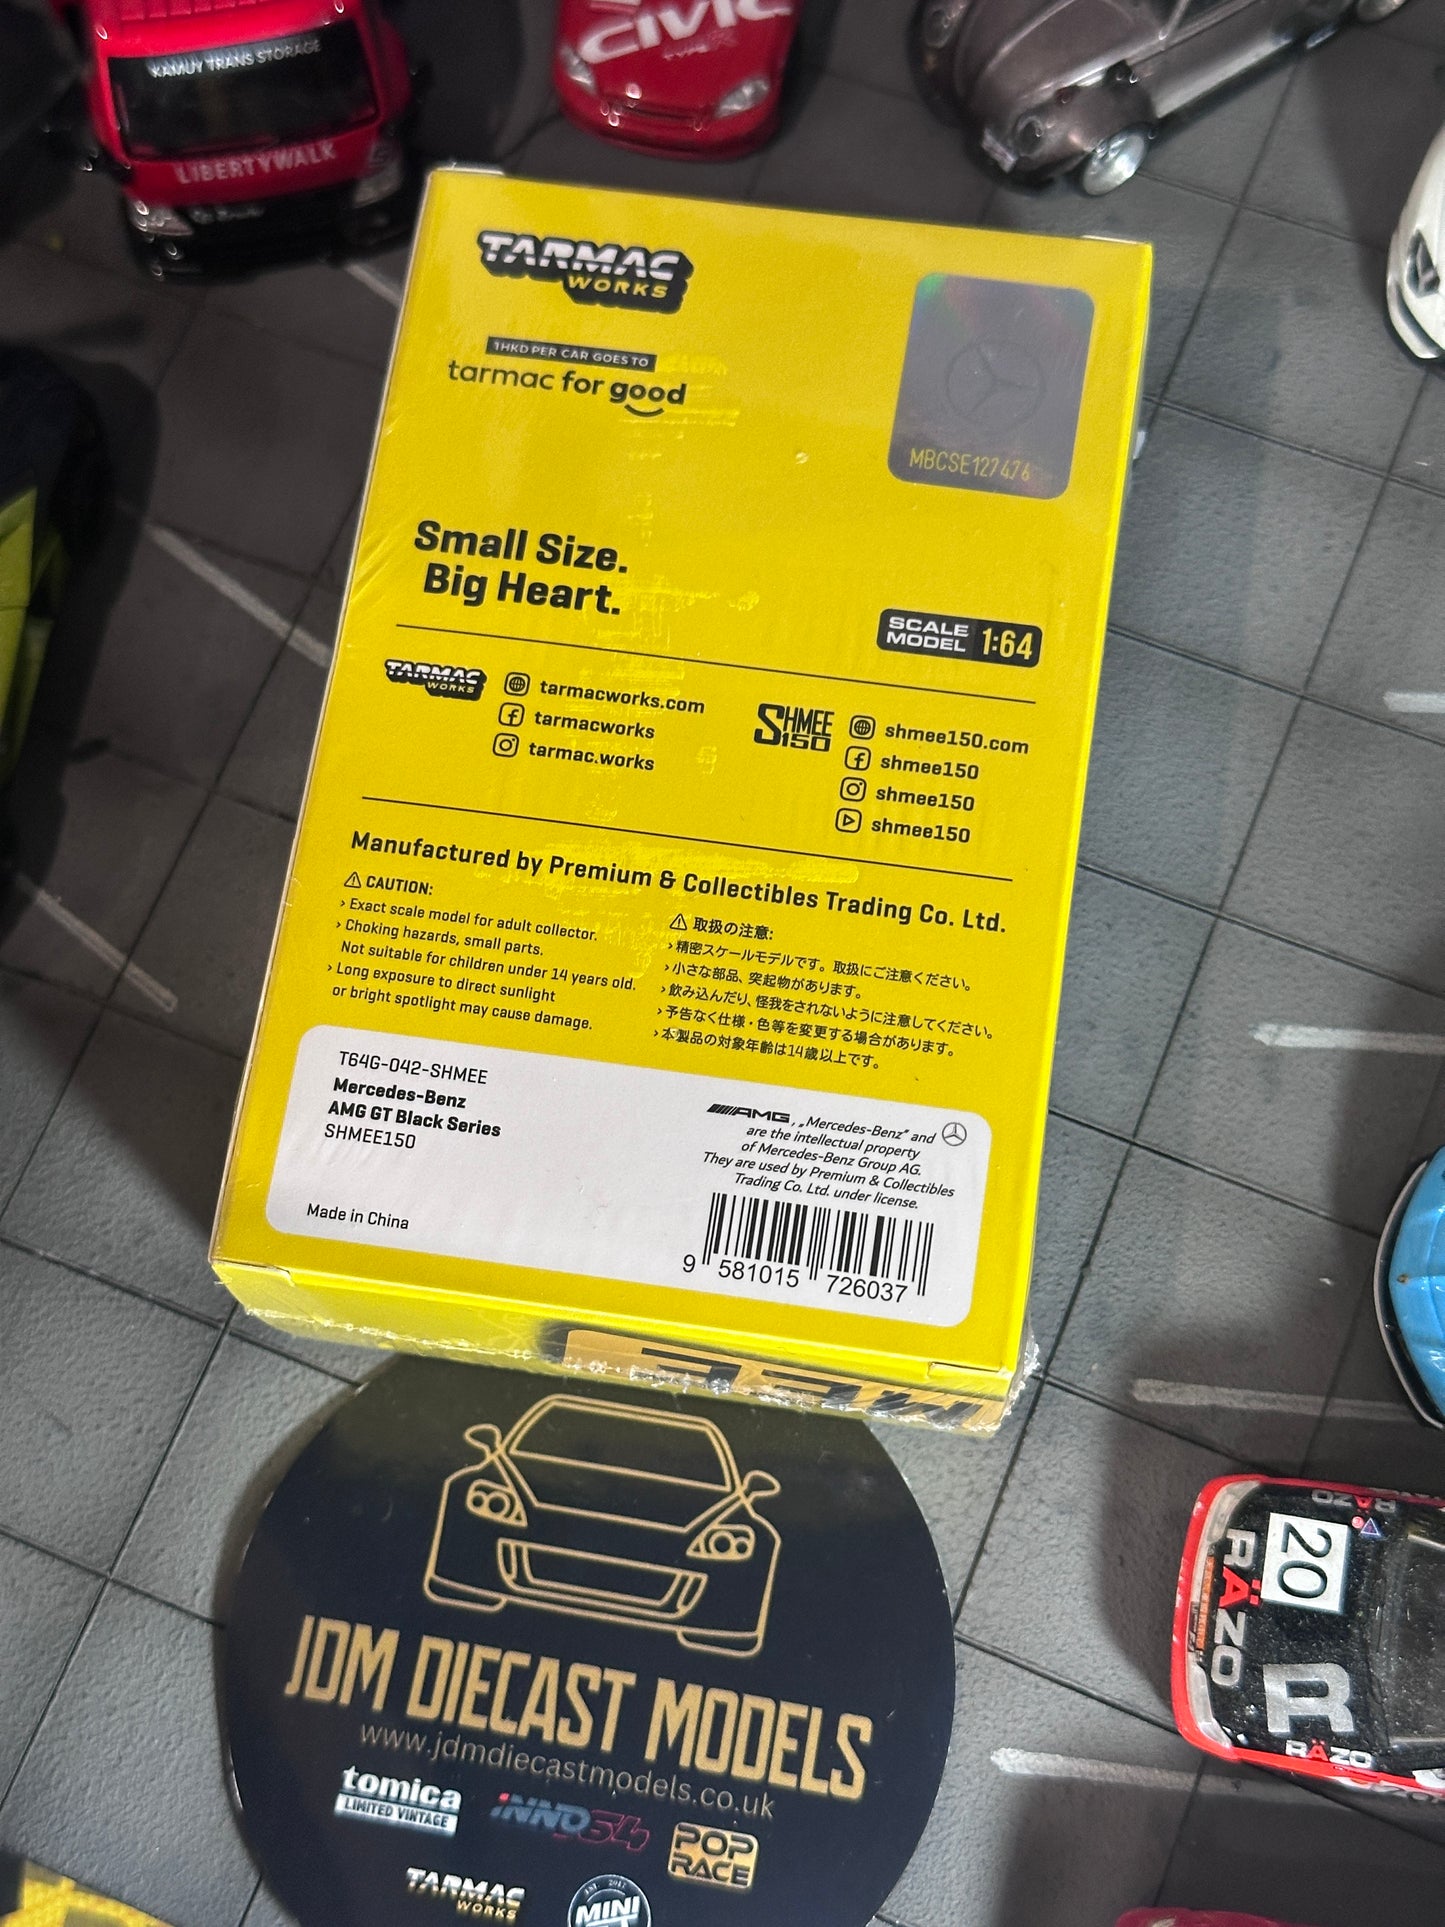 KAMUY TRANS STORAGE
LIBERTYWALK
CIVIC
TYPE R
TARMAC
WORKS
1HKD PER CAR GOES TO
tarmac for good
MBCSE127476
Small Size.
Big Heart.
SCALE
MODEL 1:64
TARMAC
WORKS
tarmacworks.com
tarmacworks
tarmac.works
SHMEE
150
shmee150.com
shmee150
shmee150
shmee150
Manufactured by Premium & Collectibles Trading Co. Ltd.
⚠ CAUTION:
› Exact scale model for adult collector.
› Choking hazards, small parts.
Not suitable for children under 14 years old.
› Long exposure to direct sunlight
or bright spotlight may cause damage.
⚠ 取扱の注意:
›精密スケールモデルです。取扱にご注意ください。
›小さな部品、突起物があります。
›飲み込んだり、怪我をされないように注意してください。
›予告なく仕様・色等を変更する場合があります。
›本製品の対象年齢は14歳以上です。
T64G-042-SHMEE
Mercedes-Benz
AMG GT Black Series
SHMEE150
Made in China
AMG, „Mercedes-Benz" and
are the intellectual property
of Mercedes-Benz Group AG.
They are used by Premium & Collectibles
Trading Co. Ltd. under license.
9 581015 726037
JDM DIECAST MODELS
www.jdmdiecastmodels.co.uk
tomica
LIMITED VINTAGE
INNO64
POP
RACE
TARMAC
WORKS
MINI
GT
RÄZO
20
RÄZO
R
RÄZO